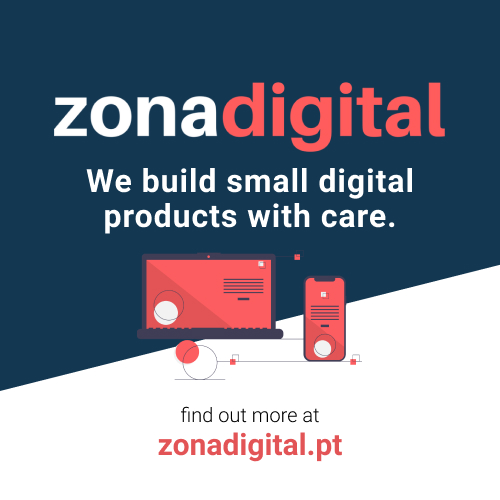 zonadigital
We build small digital
products with care.
find out more at
zonadigital.pt